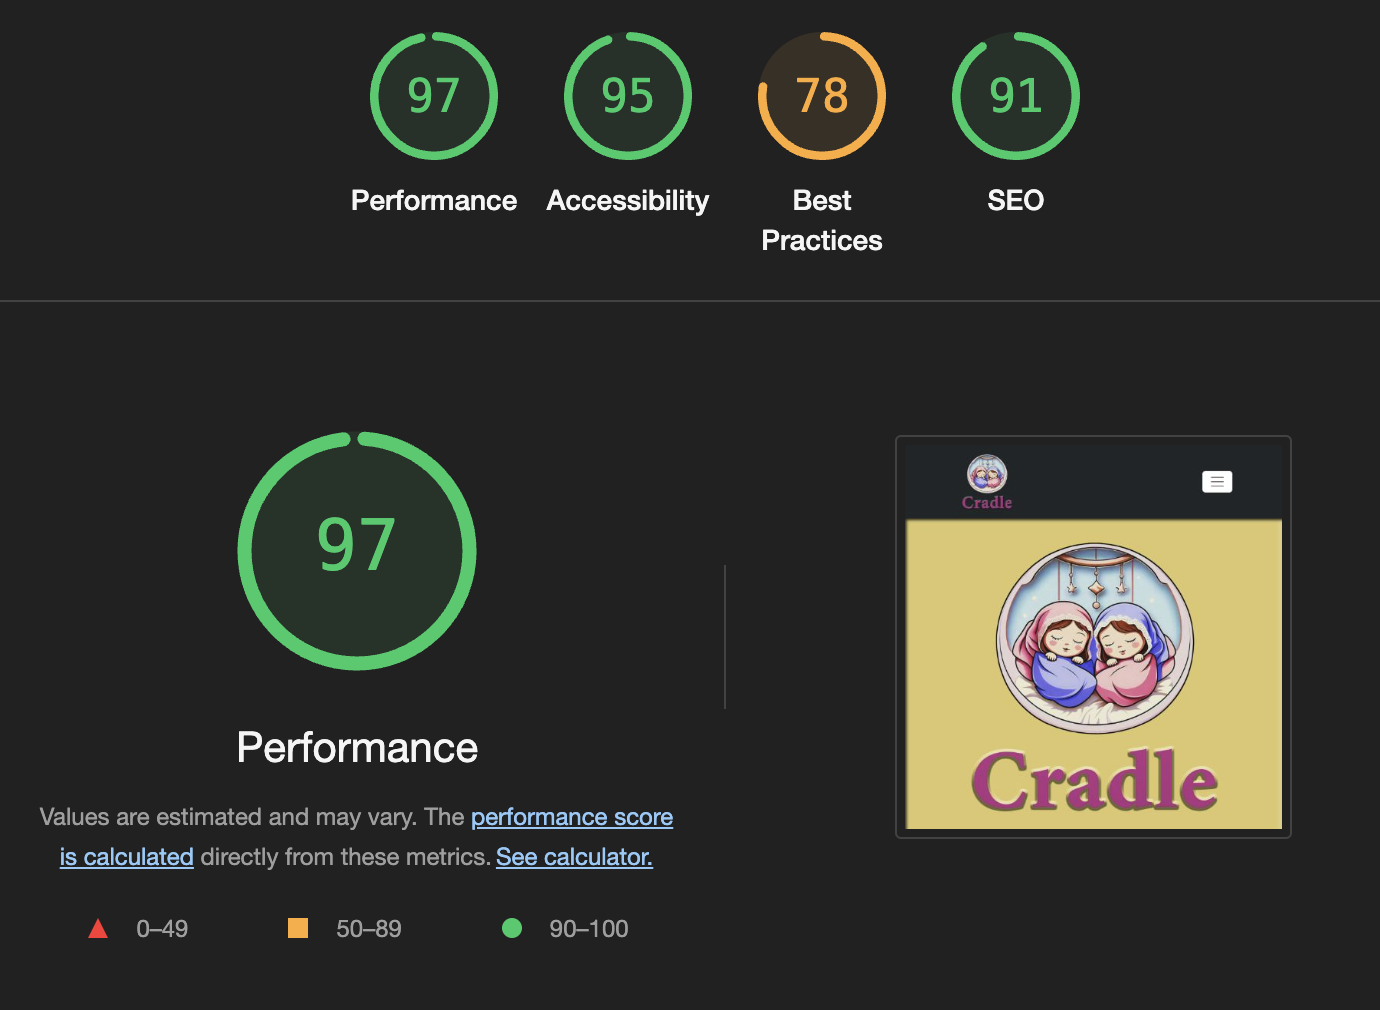 97
95
78
91
Performance
Accessibility
Best
Practices
SEO
97
Performance
Values are estimated and may vary. The performance score
is calculated directly from these metrics. See calculator.
0–49
50–89
90–100
Cradle
Cradle